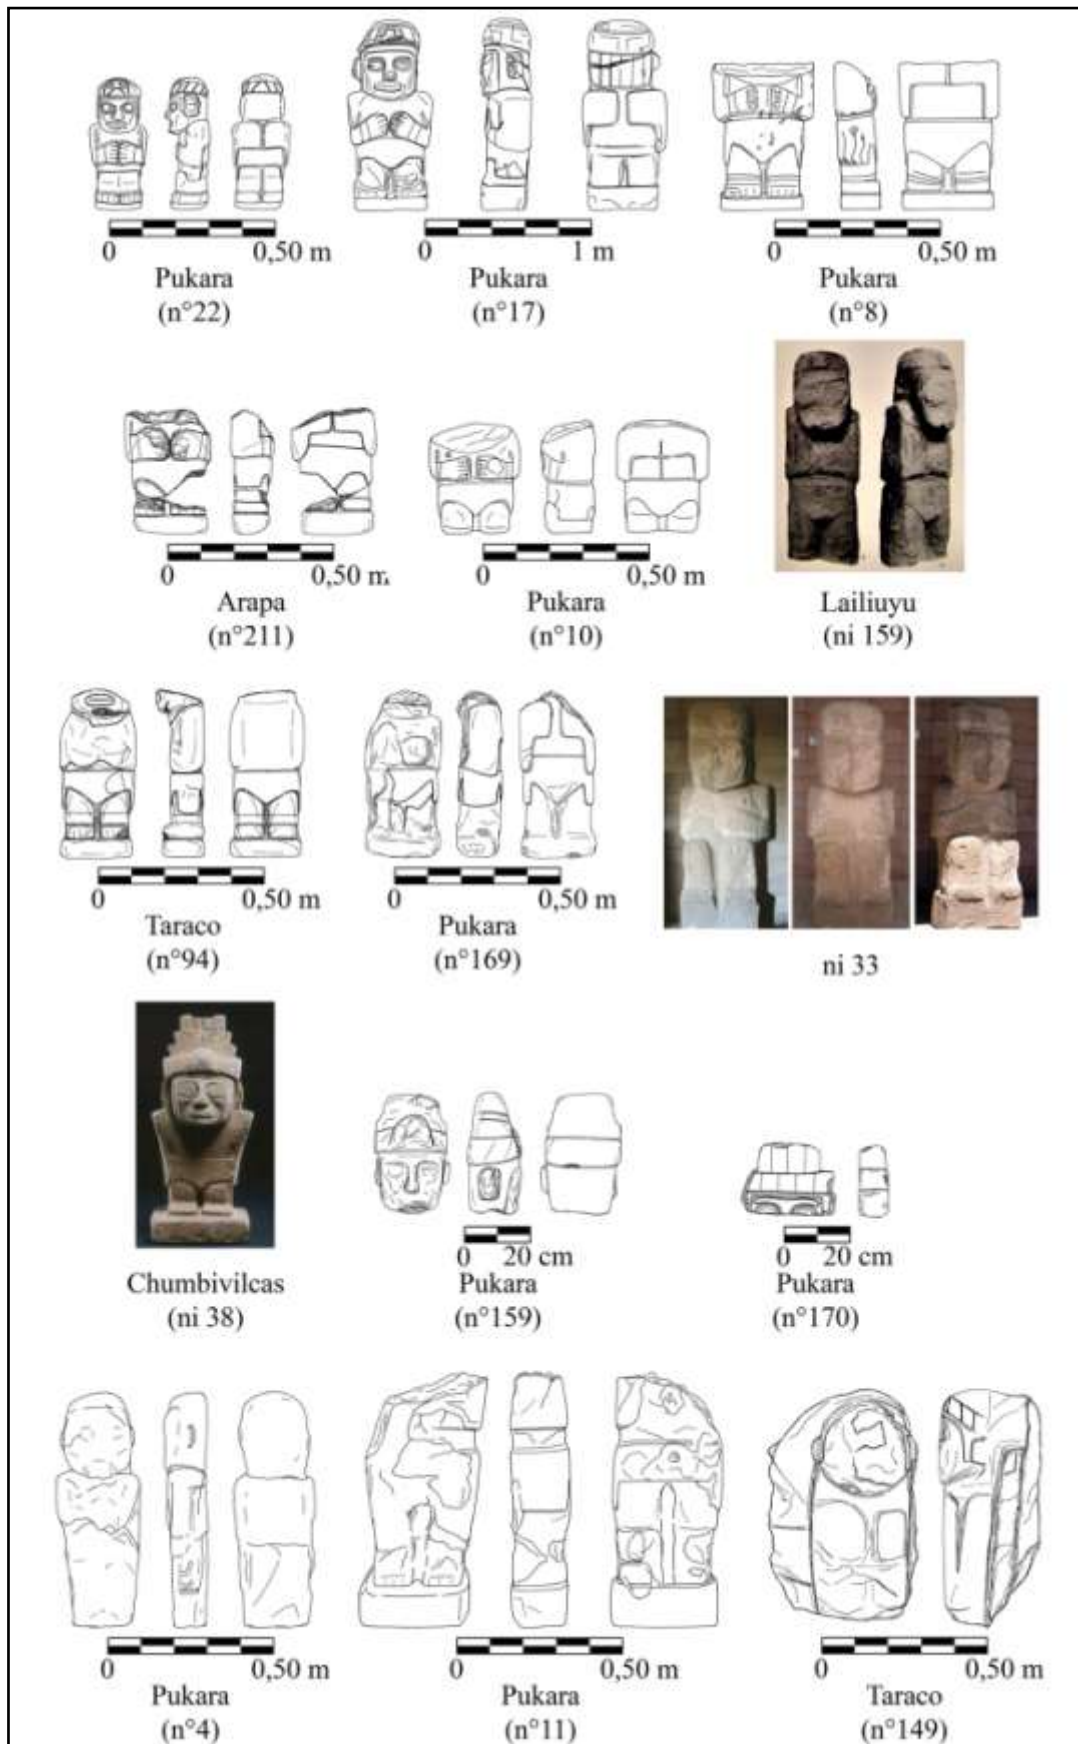 0 0,50 m
Pukara
(n°22)
0 1 m
Pukara
(n°17)
0 0,50 m
Pukara
(n°8)
0 0,50 m
Arapa
(n°211)
0 0,50 m
Pukara
(n°10)
Lailiuyu
(ni 159)
0 0,50 m
Taraco
(n°94)
0 0,50 m
Pukara
(n°169)
ni 33
Chumbivilcas
(ni 38)
0 20 cm
Pukara
(n°159)
0 20 cm
Pukara
(n°170)
0 0,50 m
Pukara
(n°4)
0 0,50 m
Pukara
(n°11)
0 0,50 m
Taraco
(n°149)